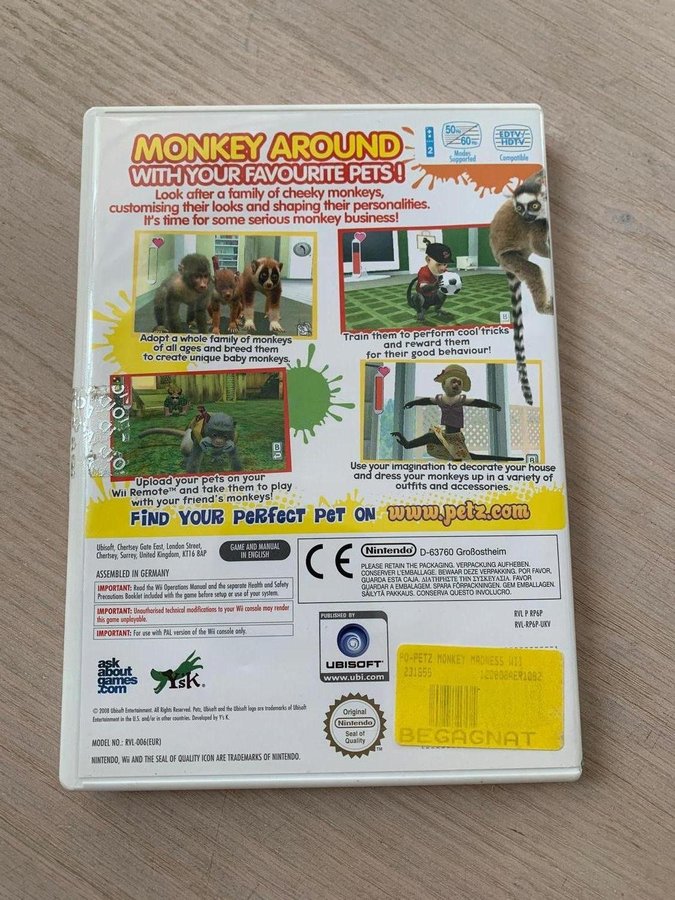 MONKEY AROUND
WITH YOUR FAVOURITE PETS!
Look after a family of cheeky monkeys,
customising their looks and shaping their personalities.
It's time for some serious monkey business!
2
50Hz
60Hz
Modes
Supported
EDTV/
HDTV
Compatible
Adopt a whole family of monkeys
of all ages and breed them
to create unique baby monkeys.
B
Train them to perform cool tricks
and reward them
for their good behaviour!
B
Upload your pets on your
Wii Remote™ and take them to play
with your friend's monkeys!
B
Use your imagination to decorate your house
and dress your monkeys up in a variety of
outfits and accessories.
FIND YOUR PERFECT PET ON www.petz.com
Ubisoft, Chertsey Gate East, London Street,
Chertsey, Surrey, United Kingdom, KT16 8AP
GAME AND MANUAL
IN ENGLISH
ASSEMBLED IN GERMANY
IMPORTANT: Read the Wii Operations Manual and the separate Health and Safety
Precautions Booklet included with the game before setup or use of your system.
IMPORTANT: Unauthorised technical modifications to your Wii console may render
this game unplayable.
IMPORTANT: For use with PAL version of the Wii console only.
CE
Nintendo D-63760 Großostheim
PLEASE RETAIN THE PACKAGING. VERPACKUNG AUFHEBEN.
CONSERVER L'EMBALLAGE. BEWAAR DEZE VERPAKKING. POR FAVOR,
GUARDA ESTA CAJA. ΔΙΑΤΗΡΗΣΤΕ ΤΗΝ ΣΥΣΚΕΥΑΣΙΑ. FAVOR
GUARDAR A EMBALAGEM. SPARA FÖRPACKNINGEN. GEM EMBALLAGEN.
SÄILYTÄ PAKKAUS. CONSERVA QUESTO INVOLUCRO.
RVL P RP6P
RVL-RP6P-UKV
ask
about
games
.com
YsK.
PUBLISHED BY
UBISOFT
www.ubi.com
PO-PETZ MONKEY MADNESS WII
231655
120808AER1082
BEGAGNAT
© 2008 Ubisoft Entertainment. All Rights Reserved. Petz, Ubisoft and the Ubisoft logo are trademarks of Ubisoft
Entertainment in the U.S. and/or in other countries. Developed by Y's K.
Original
Nintendo
Seal of
Quality
TM
MODEL NO.: RVL-006(EUR)
NINTENDO, Wii AND THE SEAL OF QUALITY ICON ARE TRADEMARKS OF NINTENDO.